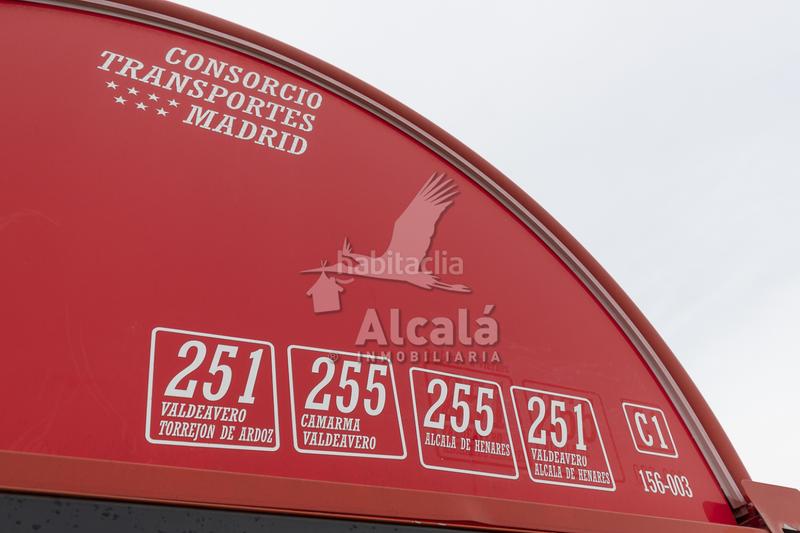 CONSORCIO
TRANSPORTES
MADRID
habitaclia
Alcalá
® INMOBILIARIA
251
VALDEAVERO
TORREJON DE ARDOZ
255
CAMARMA
VALDEAVERO
255
ALCALA DE HENARES
251
VALDEAVERO
ALCALA DE HENARES
C1
156-003